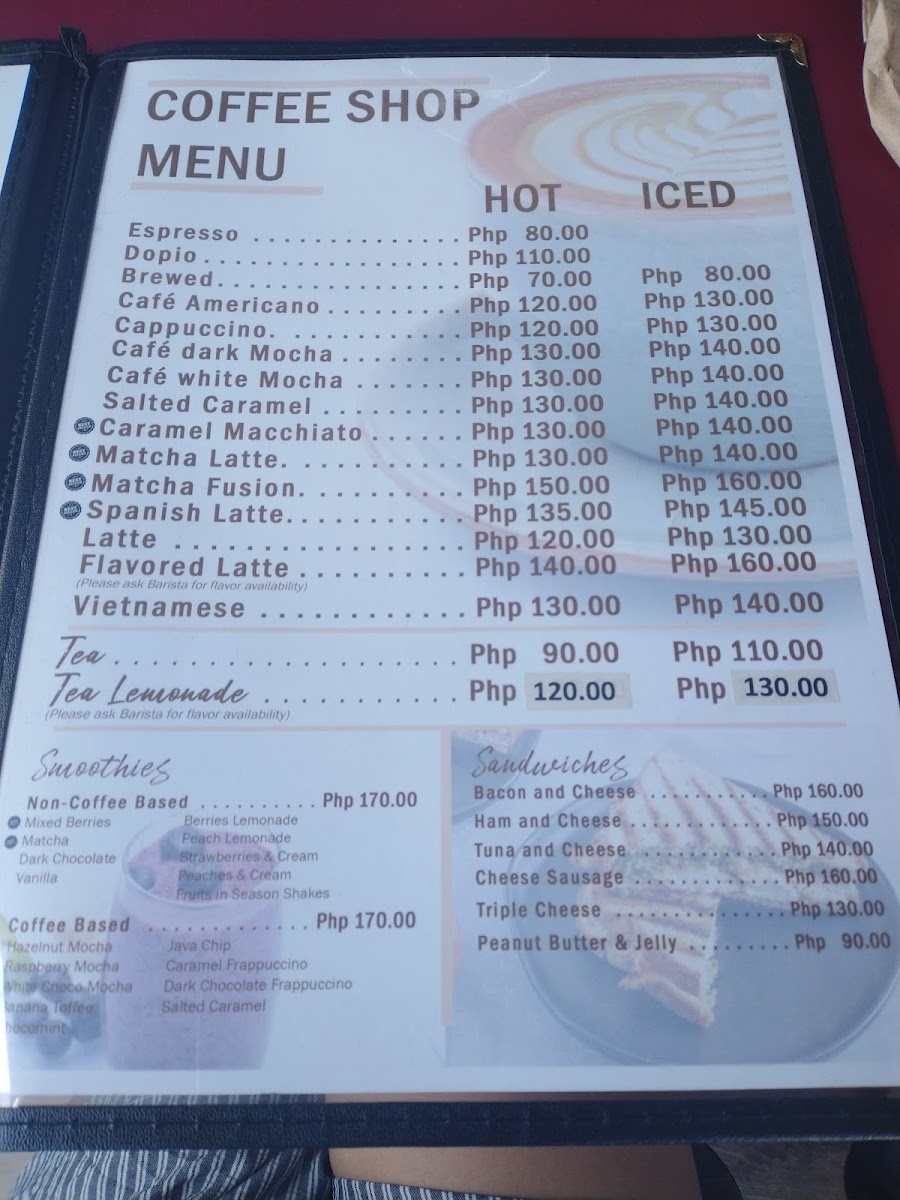 COFFEE SHOP
MENU
HOT ICED
Espresso . . . . . . . . . . . . . . Php 80.00
Dopio . . . . . . . . . . . . . . . . . Php 110.00
Brewed . . . . . . . . . . . . . . . . Php 70.00 Php 80.00
Café Americano . . . . . . . . . Php 120.00 Php 130.00
Cappuccino. . . . . . . . . . . . . Php 120.00 Php 130.00
Café dark Mocha . . . . . . . . Php 130.00 Php 140.00
Café white Mocha . . . . . . . Php 130.00 Php 140.00
Salted Caramel . . . . . . . . . . Php 130.00 Php 140.00
Caramel Macchiato . . . . . . Php 130.00 Php 140.00
Matcha Latte. . . . . . . . . . . . Php 130.00 Php 140.00
Matcha Fusion. . . . . . . . . . . Php 150.00 Php 160.00
Spanish Latte. . . . . . . . . . . . Php 135.00 Php 145.00
Latte . . . . . . . . . . . . . . . . . Php 120.00 Php 130.00
Flavored Latte . . . . . . . . . . Php 140.00 Php 160.00
(Please ask Barista for flavor availability)
Vietnamese . . . . . . . . . . . . Php 130.00 Php 140.00
Tea . . . . . . . . . . . . . . . . . . Php 90.00 Php 110.00
Tea Lemonade . . . . . . . . . . Php 120.00 Php 130.00
(Please ask Barista for flavor availability)
Smoothies
Non-Coffee Based . . . . . . . . . . Php 170.00
Mixed Berries Berries Lemonade
Matcha Peach Lemonade
Dark Chocolate Strawberries & Cream
Vanilla Peaches & Cream
Fruits in Season Shakes
Coffee Based . . . . . . . . . . . . . Php 170.00
Hazelnut Mocha Java Chip
Raspberry Mocha Caramel Frappuccino
White Choco Mocha Dark Chocolate Frappuccino
Banana Toffee Salted Caramel
hocomint
Sandwiches
Bacon and Cheese . . . . . . . . . . . Php 160.00
Ham and Cheese . . . . . . . . . . . . . Php 150.00
Tuna and Cheese . . . . . . . . . . . . Php 140.00
Cheese Sausage . . . . . . . . . . . . . Php 160.00
Triple Cheese . . . . . . . . . . . . . . . Php 130.00
Peanut Butter & Jelly . . . . . . . . . Php 90.00